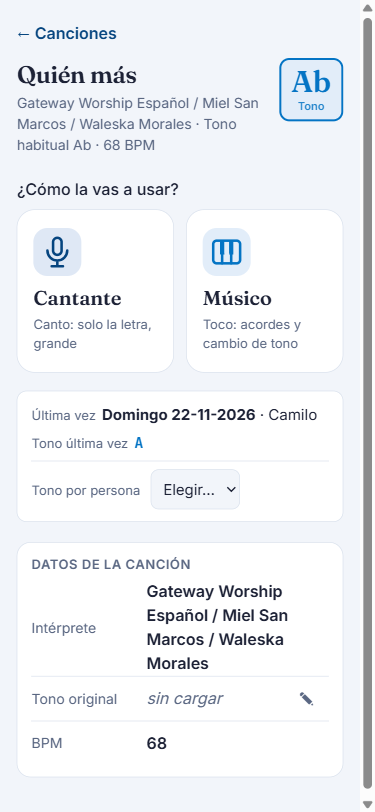 ← Canciones
Quién más
Gateway Worship Español / Miel San
Marcos / Waleska Morales · Tono
habitual Ab · 68 BPM
Ab
Tono
¿Cómo la vas a usar?
Cantante
Canto: solo la letra,
grande
Músico
Toco: acordes y
cambio de tono
Última vez Domingo 22-11-2026 · Camilo
Tono última vez A
Tono por persona Elegir...
DATOS DE LA CANCIÓN
Intérprete
Gateway Worship
Español / Miel San
Marcos / Waleska
Morales
Tono original sin cargar
BPM 68